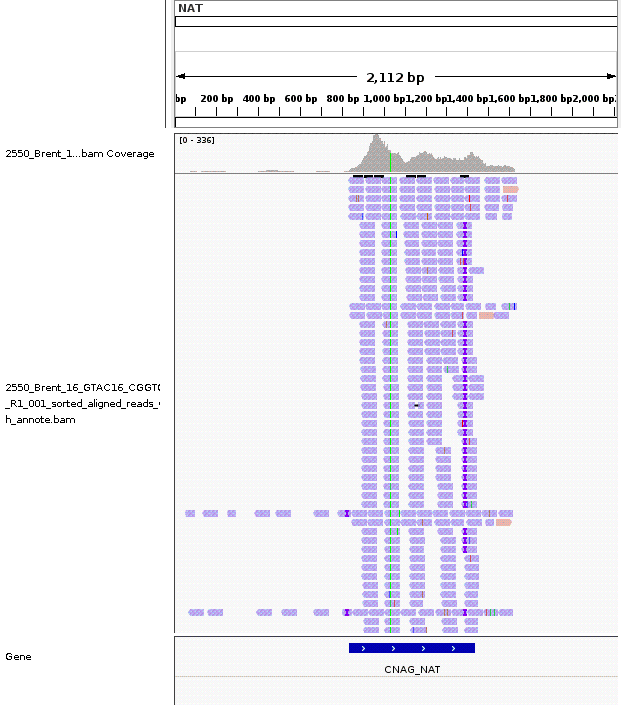 NAT
2,112 bp
bp 200 bp 400 bp 600 bp 800 bp 1,000 bp 1,200 bp 1,400 bp 1,600 bp 1,800 bp 2,000 bp
[0 - 336]
2550_Brent_1...bam Coverage
2550_Brent_16_GTAC16_CGGT
_R1_001_sorted_aligned_reads_
h_annote.bam
Gene
CNAG_NAT